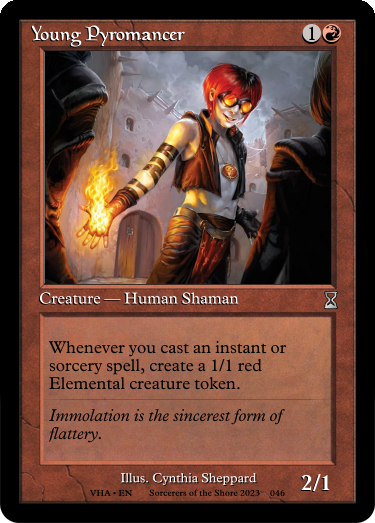 Young Pyromancer 1
Creature — Human Shaman
Whenever you cast an instant or
sorcery spell, create a 1/1 red
Elemental creature token.
Immolation is the sincerest form of
flattery.
Illus. Cynthia Sheppard
2/1
VHA • EN Sorcerers of the Shore 2023 046